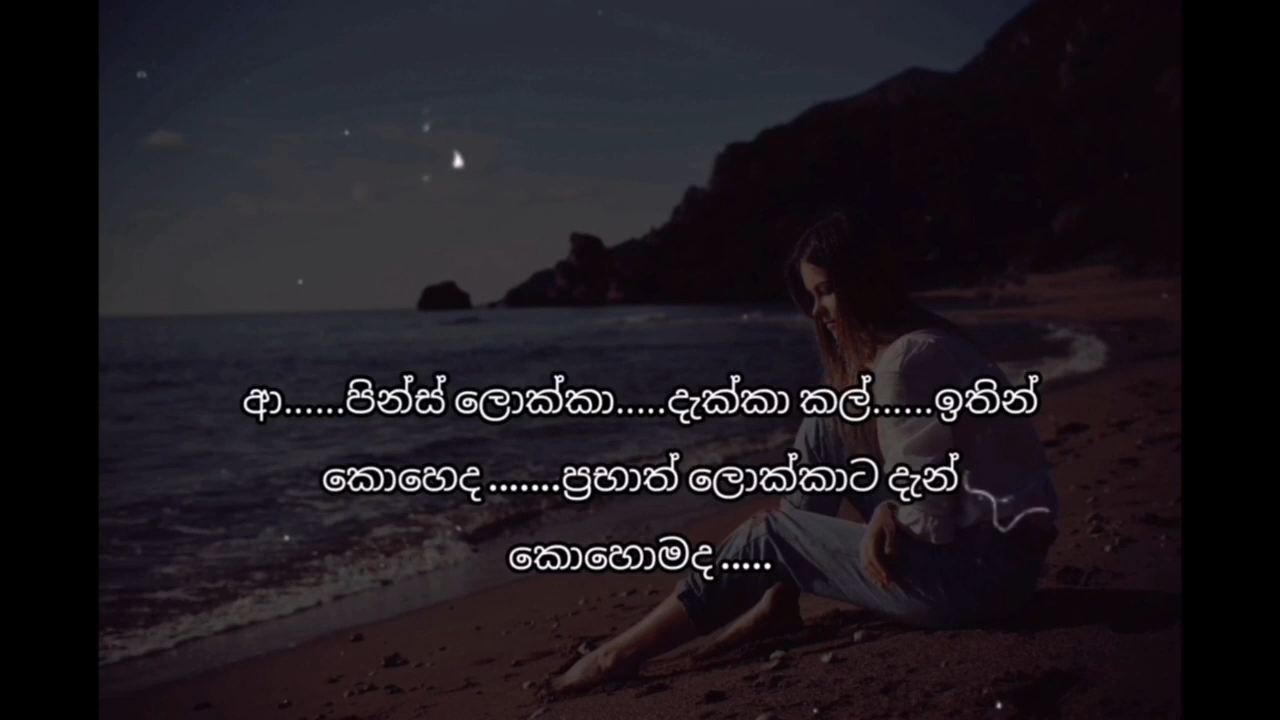 ආ......පින්ස් ලොක්කා.....දැක්කා කල්......ඉතින්
කොහෙද.......ප්‍රභාත් ලොක්කාට දැන්
කොහොමද.....